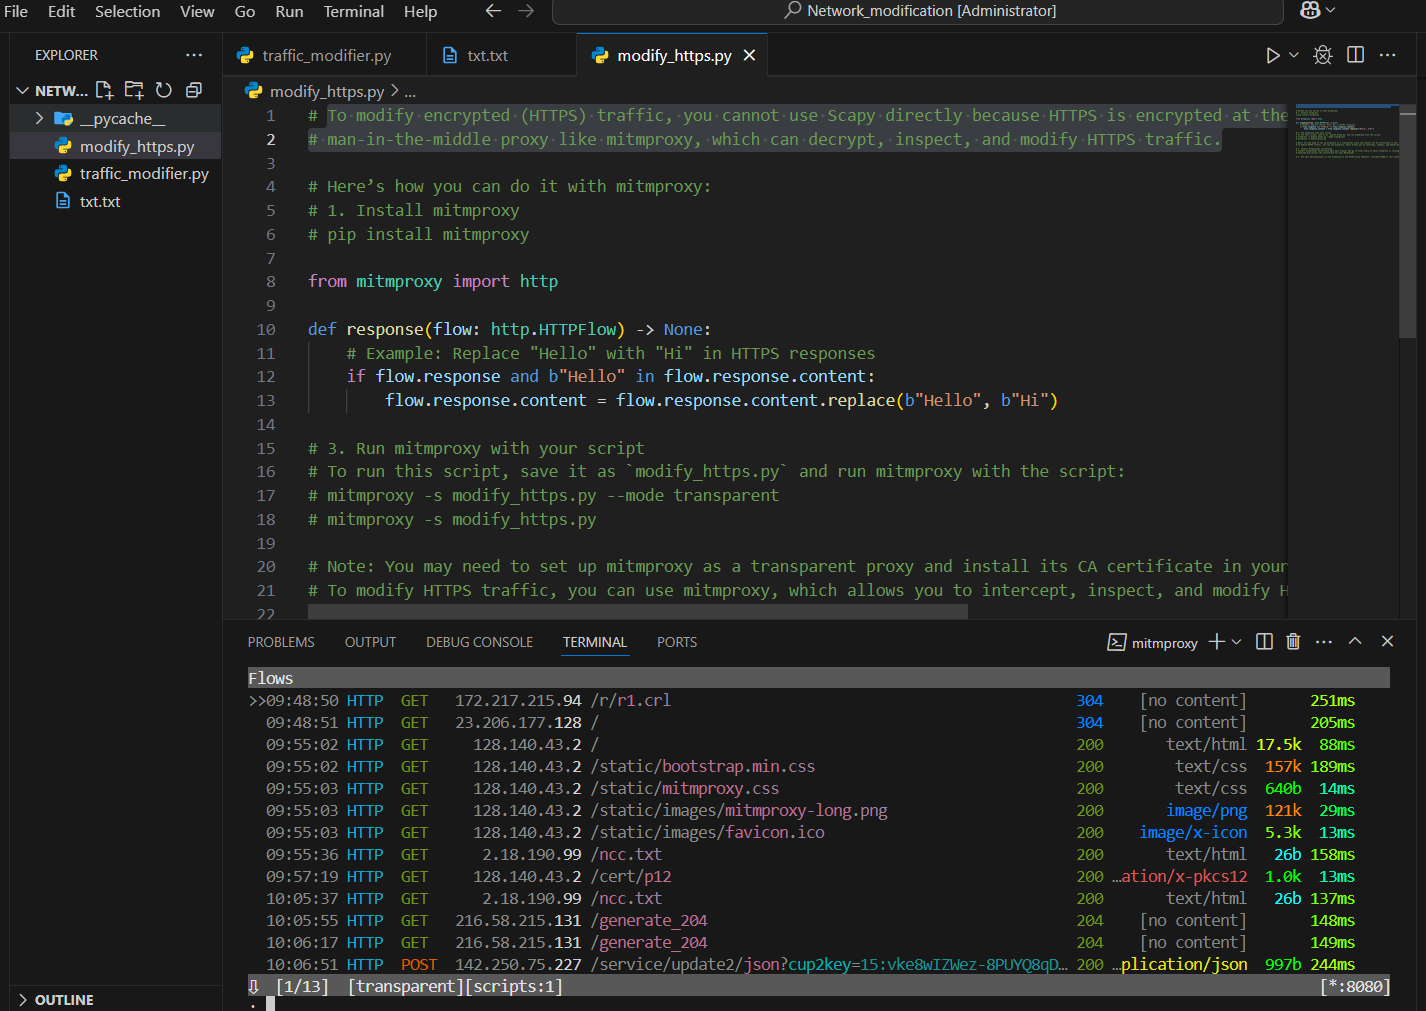 File Edit Selection View Go Run Terminal Help
Network_modification [Administrator]
EXPLORER
NETW...
__pycache__
modify_https.py
traffic_modifier.py
txt.txt
OUTLINE
traffic_modifier.py
txt.txt
modify_https.py
modify_https.py > ...
1 # To modify encrypted (HTTPS) traffic, you cannot use Scapy directly because HTTPS is encrypted at the
2 # man-in-the-middle proxy like mitmproxy, which can decrypt, inspect, and modify HTTPS traffic.
3
4 # Here’s how you can do it with mitmproxy:
5 # 1. Install mitmproxy
6 # pip install mitmproxy
7
8 from mitmproxy import http
9
10 def response(flow: http.HTTPFlow) -> None:
11 # Example: Replace "Hello" with "Hi" in HTTPS responses
12 if flow.response and b"Hello" in flow.response.content:
13 flow.response.content = flow.response.content.replace(b"Hello", b"Hi")
14
15 # 3. Run mitmproxy with your script
16 # To run this script, save it as `modify_https.py` and run mitmproxy with the script:
17 # mitmproxy -s modify_https.py --mode transparent
18 # mitmproxy -s modify_https.py
19
20 # Note: You may need to set up mitmproxy as a transparent proxy and install its CA certificate in your
21 # To modify HTTPS traffic, you can use mitmproxy, which allows you to intercept, inspect, and modify H
22
PROBLEMS OUTPUT DEBUG CONSOLE TERMINAL PORTS
mitmproxy
Flows
>>09:48:50 HTTP GET 172.217.215.94 /r/r1.crl 304 [no content] 251ms
09:48:51 HTTP GET 23.206.177.128 / 304 [no content] 205ms
09:55:02 HTTP GET 128.140.43.2 / 200 text/html 17.5k 88ms
09:55:02 HTTP GET 128.140.43.2 /static/bootstrap.min.css 200 text/css 157k 189ms
09:55:03 HTTP GET 128.140.43.2 /static/mitmproxy.css 200 text/css 640b 14ms
09:55:03 HTTP GET 128.140.43.2 /static/images/mitmproxy-long.png 200 image/png 121k 29ms
09:55:03 HTTP GET 128.140.43.2 /static/images/favicon.ico 200 image/x-icon 5.3k 13ms
09:55:36 HTTP GET 2.18.190.99 /ncc.txt 200 text/html 26b 158ms
09:57:19 HTTP GET 128.140.43.2 /cert/p12 200 …ation/x-pkcs12 1.0k 13ms
10:05:37 HTTP GET 2.18.190.99 /ncc.txt 200 text/html 26b 137ms
10:05:55 HTTP GET 216.58.215.131 /generate_204 204 [no content] 148ms
10:06:17 HTTP GET 216.58.215.131 /generate_204 204 [no content] 149ms
10:06:51 HTTP POST 142.250.75.227 /service/update2/json?cup2key=15:vke8wIZWez-8PUYQ8qD… 200 …plication/json 997b 244ms
⇩ [1/13] [transparent][scripts:1] [*:8080]
: